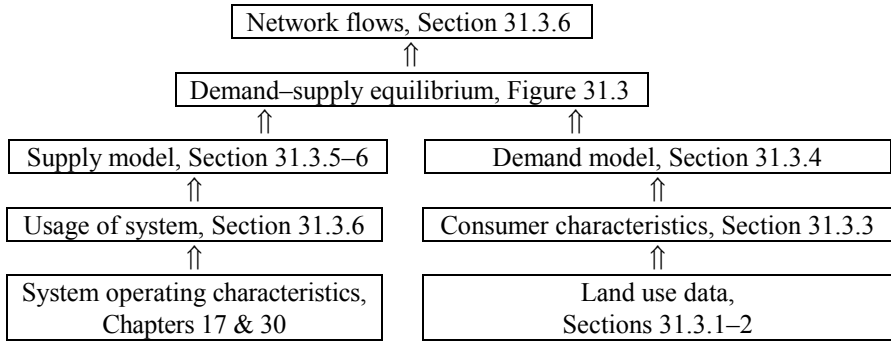 Network flows, Section 31.3.6
⇑
Demand–supply equilibrium, Figure 31.3
⇑ ⇑
Supply model, Section 31.3.5–6
Demand model, Section 31.3.4
⇑ ⇑
Usage of system, Section 31.3.6
Consumer characteristics, Section 31.3.3
⇑ ⇑
System operating characteristics,
Chapters 17 & 30
Land use data,
Sections 31.3.1–2